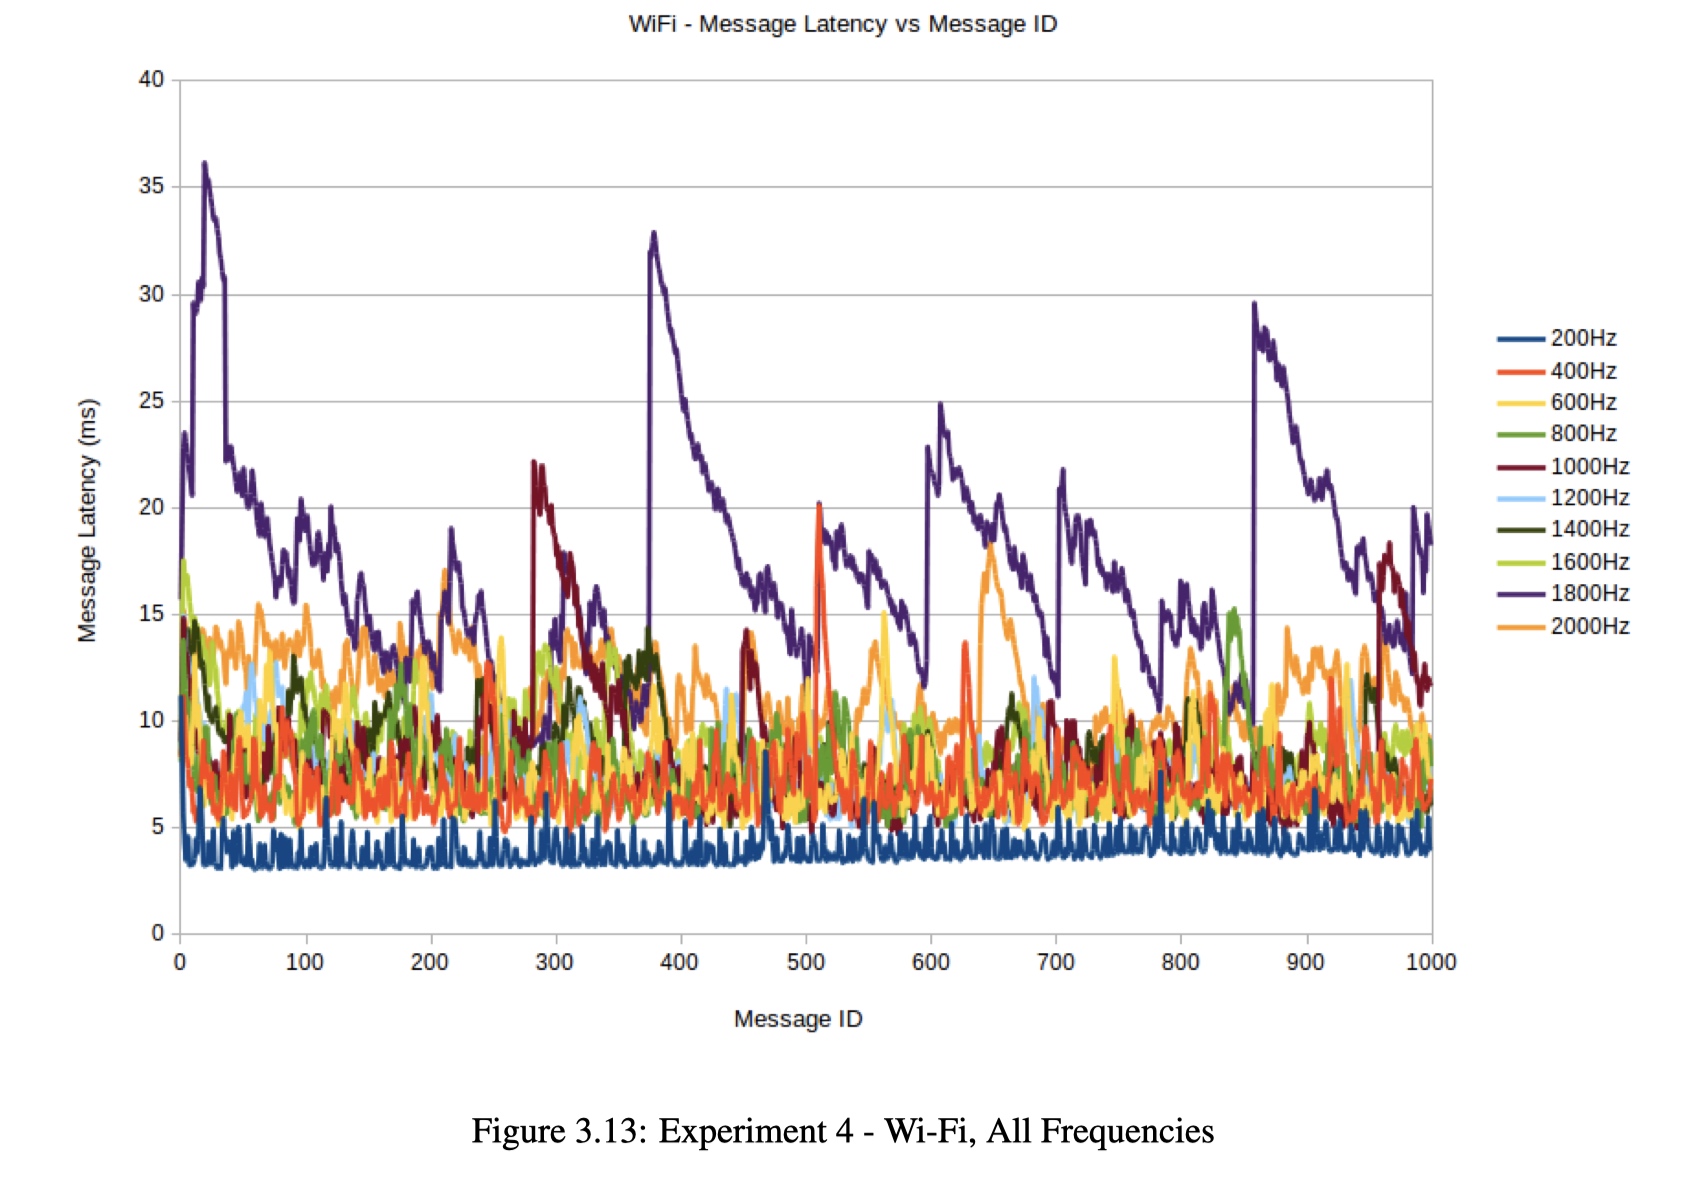 WiFi - Message Latency vs Message ID
40
35
30
25
20
15
10
5
0
Message Latency (ms)
0 100 200 300 400 500 600 700 800 900 1000
Message ID
200Hz
400Hz
600Hz
800Hz
1000Hz
1200Hz
1400Hz
1600Hz
1800Hz
2000Hz
Figure 3.13: Experiment 4 - Wi-Fi, All Frequencies